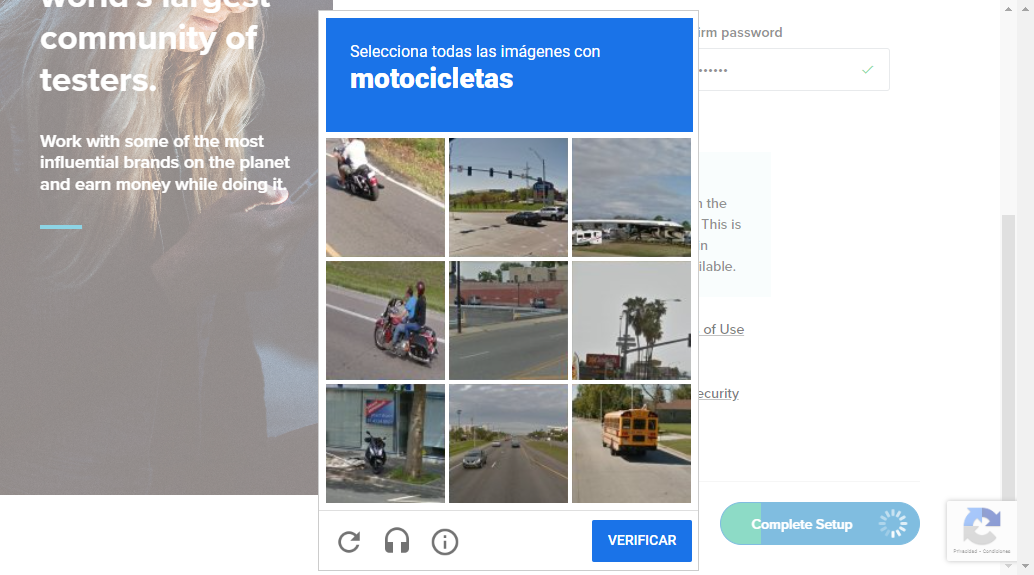 world's largest
community of
testers.
Work with some of the most
influential brands on the planet
and earn money while doing it.
Selecciona todas las imágenes con
motocicletas
VERIFICAR
irm password
n the
This is
n
ilable.
of Use
ecurity
Complete Setup
Privacidad - Condiciones